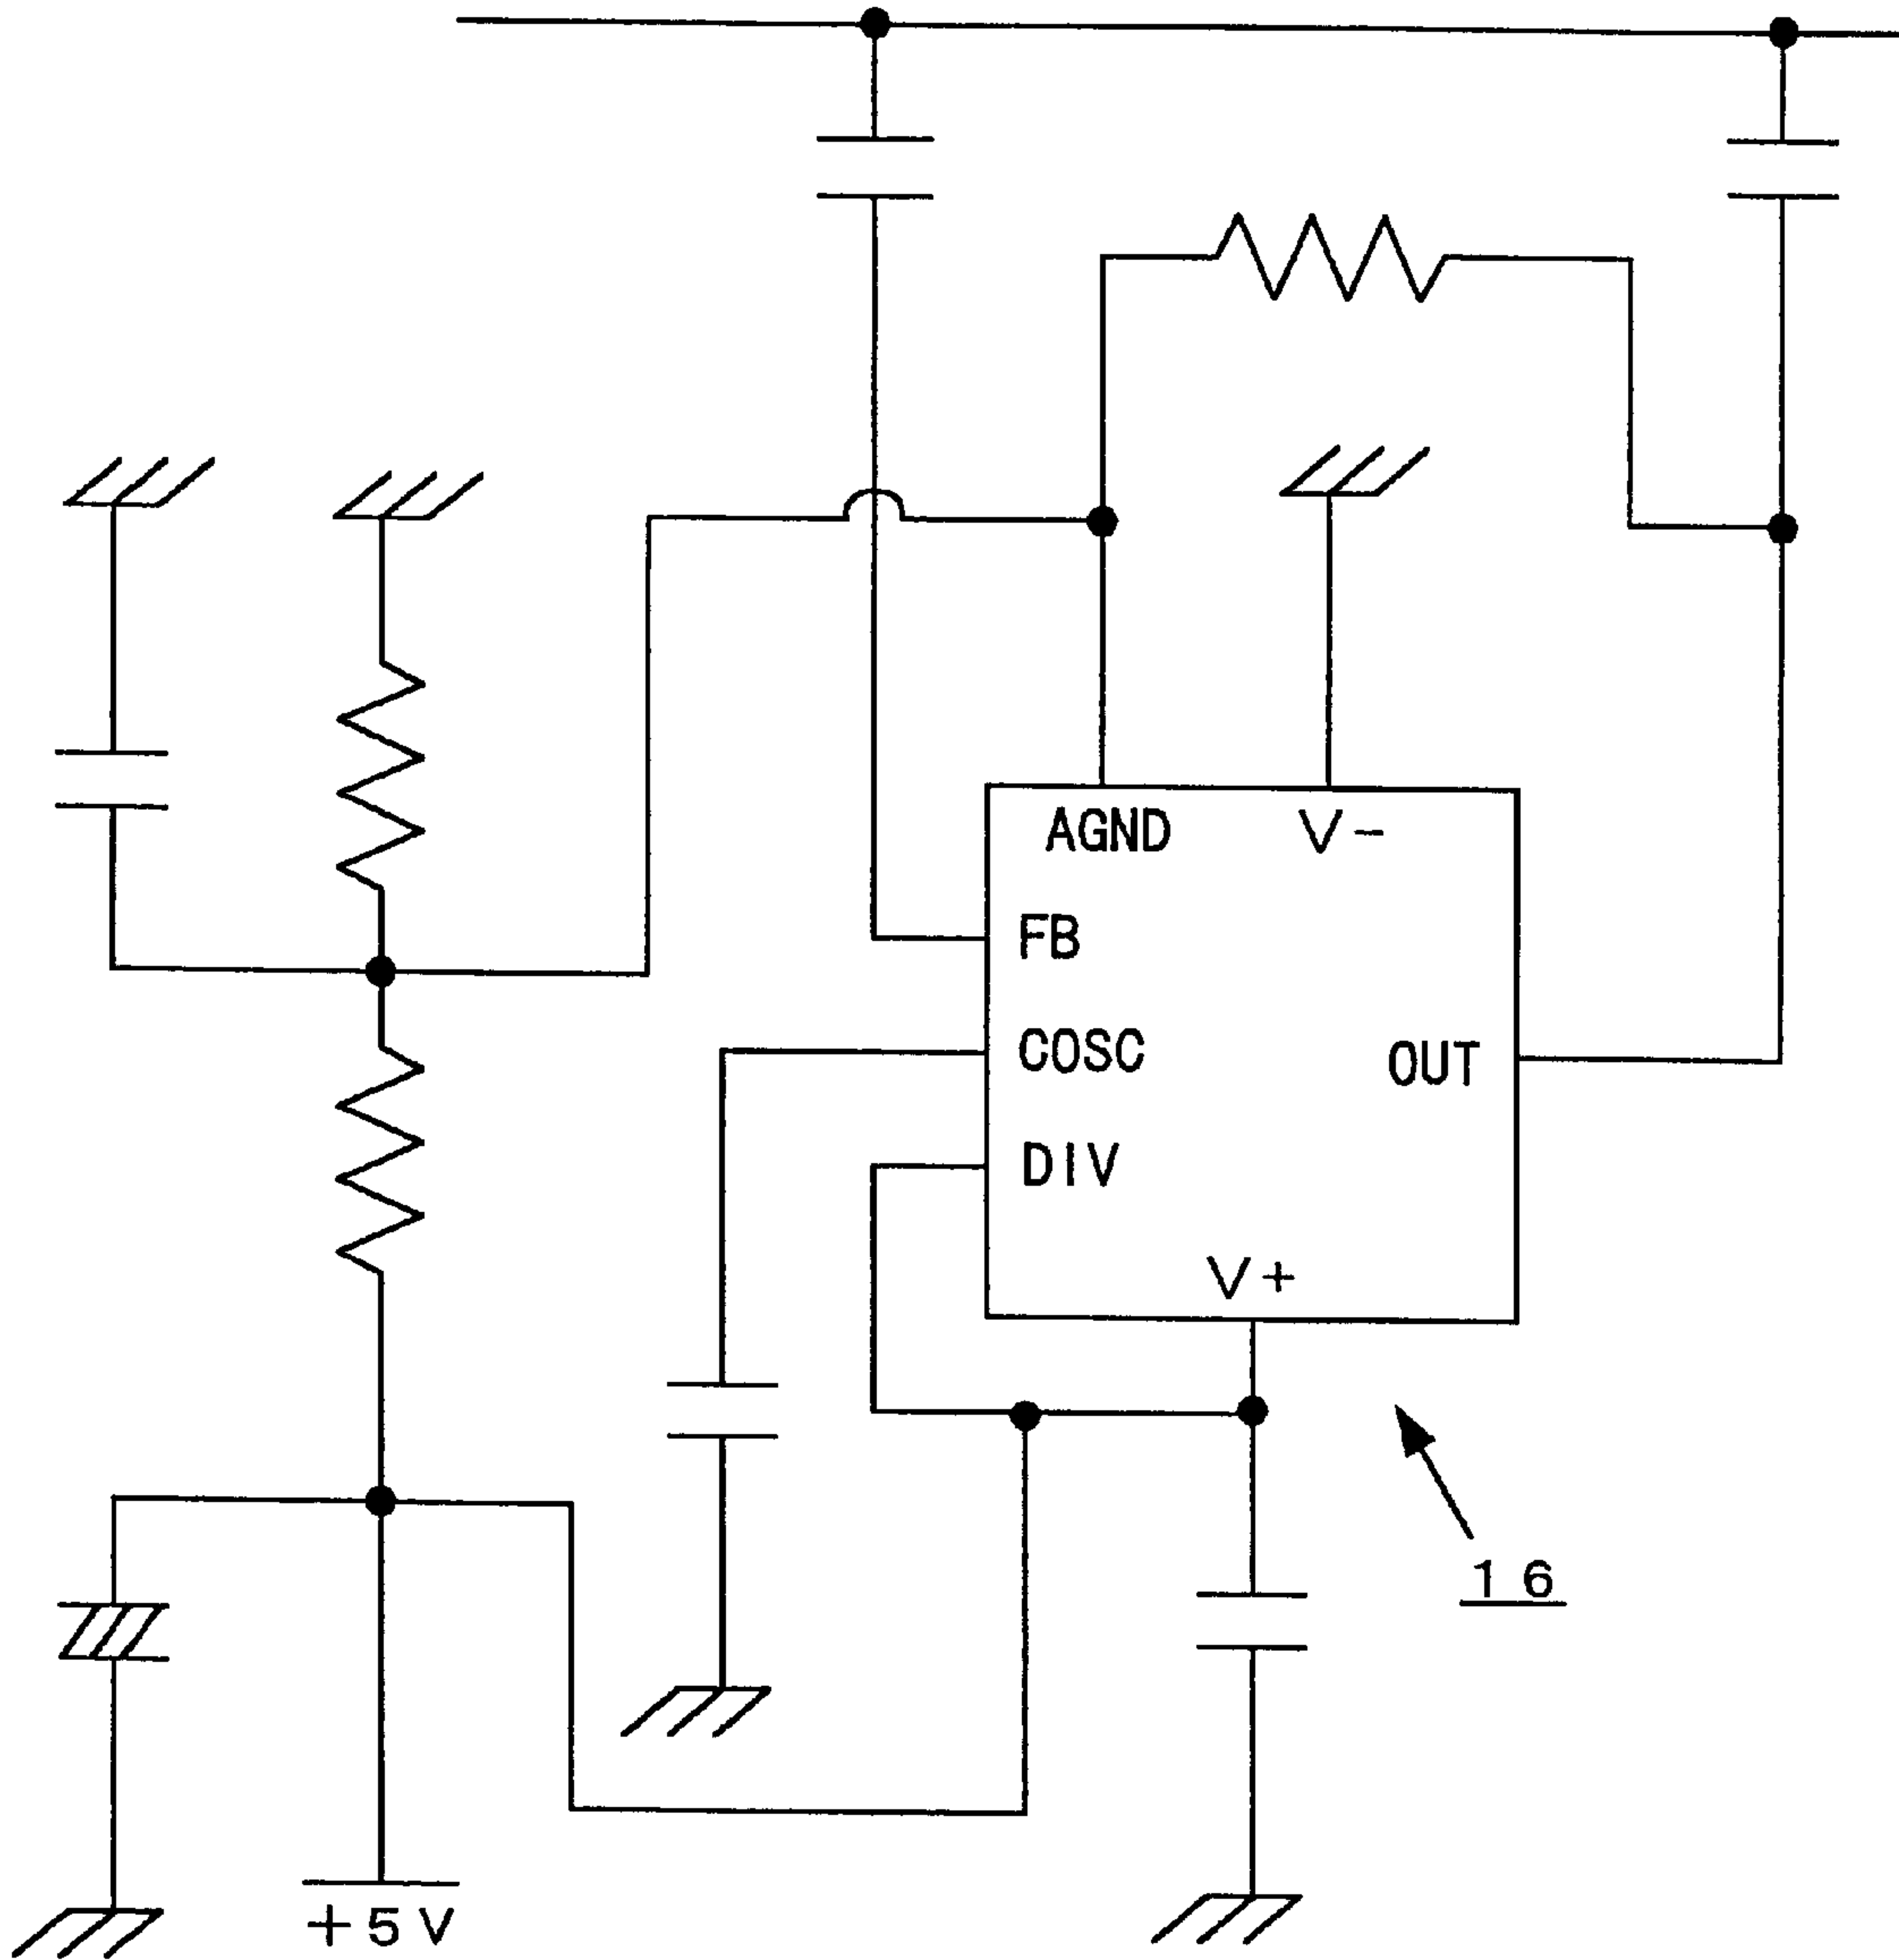 AGND V-
FB
COSC
OUT
DIV
V+
16
+5V